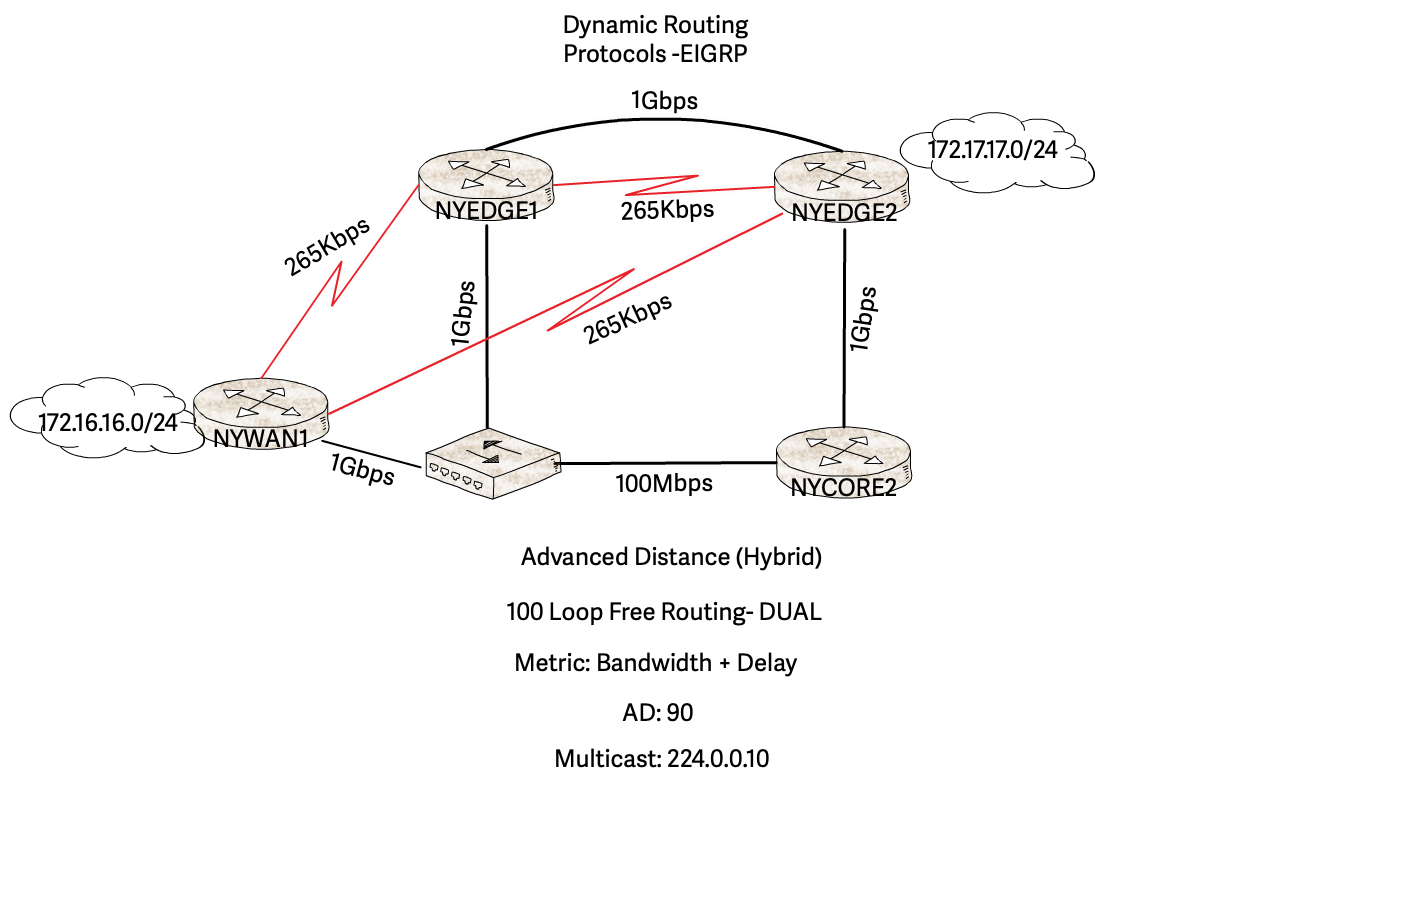 Dynamic Routing
Protocols -EIGRP
1Gbps
172.17.17.0/24
NYEDGE1
265Kbps
NYEDGE2
265Kbps
265Kbps
1Gbps
1Gbps
172.16.16.0/24
NYWAN1
1Gbps
100Mbps
NYCORE2
Advanced Distance (Hybrid)
100 Loop Free Routing- DUAL
Metric: Bandwidth + Delay
AD: 90
Multicast: 224.0.0.10